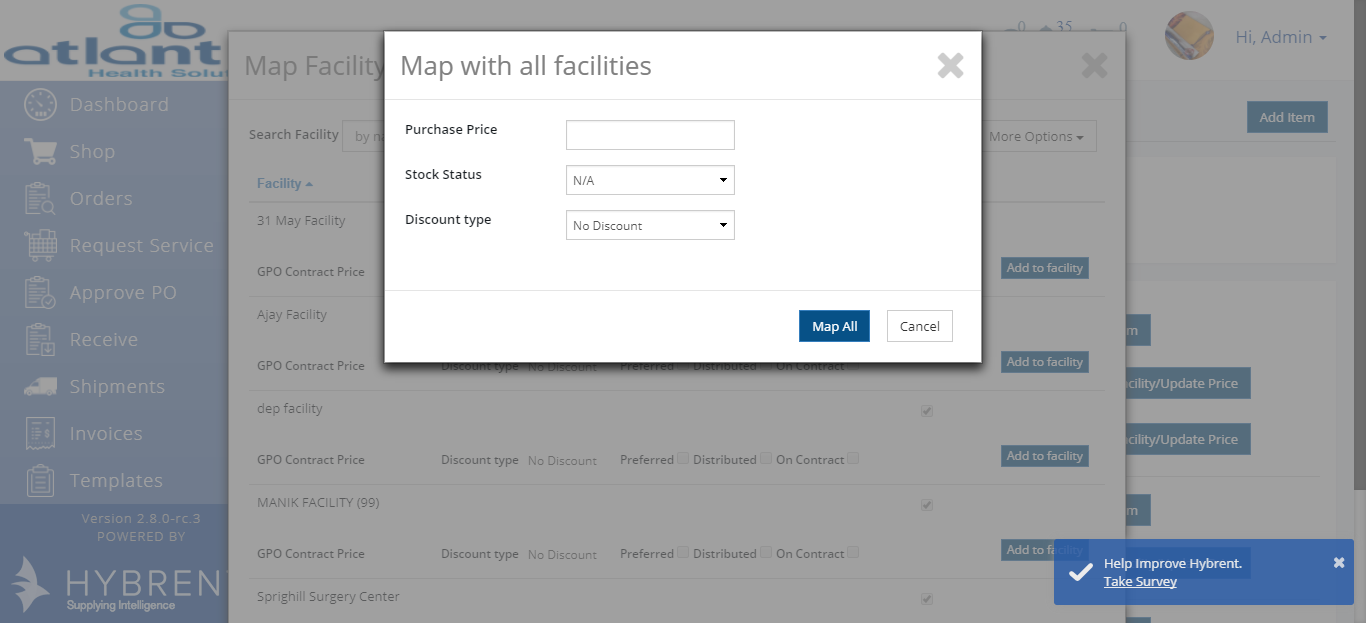 atlant
Health Solu
Dashboard
Shop
Orders
Request Service
Approve PO
Receive
Shipments
Invoices
Templates
Version 2.8.0-rc.3
POWERED BY
HYBREN
Supplying Intelligence
0 35 0
Hi, Admin
Add Item
Map Facility
Search Facility by na More Options
Facility
31 May Facility
GPO Contract Price Add to facility
Ajay Facility
GPO Contract Price Discount type No Discount Preferred Distributed On Contract Add to facility
dep facility
GPO Contract Price Discount type No Discount Preferred Distributed On Contract Add to facility
MANIK FACILITY (99)
GPO Contract Price Discount type No Discount Preferred Distributed On Contract Add to facility
Sprighill Surgery Center
Map with all facilities
Purchase Price
Stock Status N/A
Discount type No Discount
Map All Cancel
m
cility/Update Price
cility/Update Price
m
Help Improve Hybrent.
Take Survey